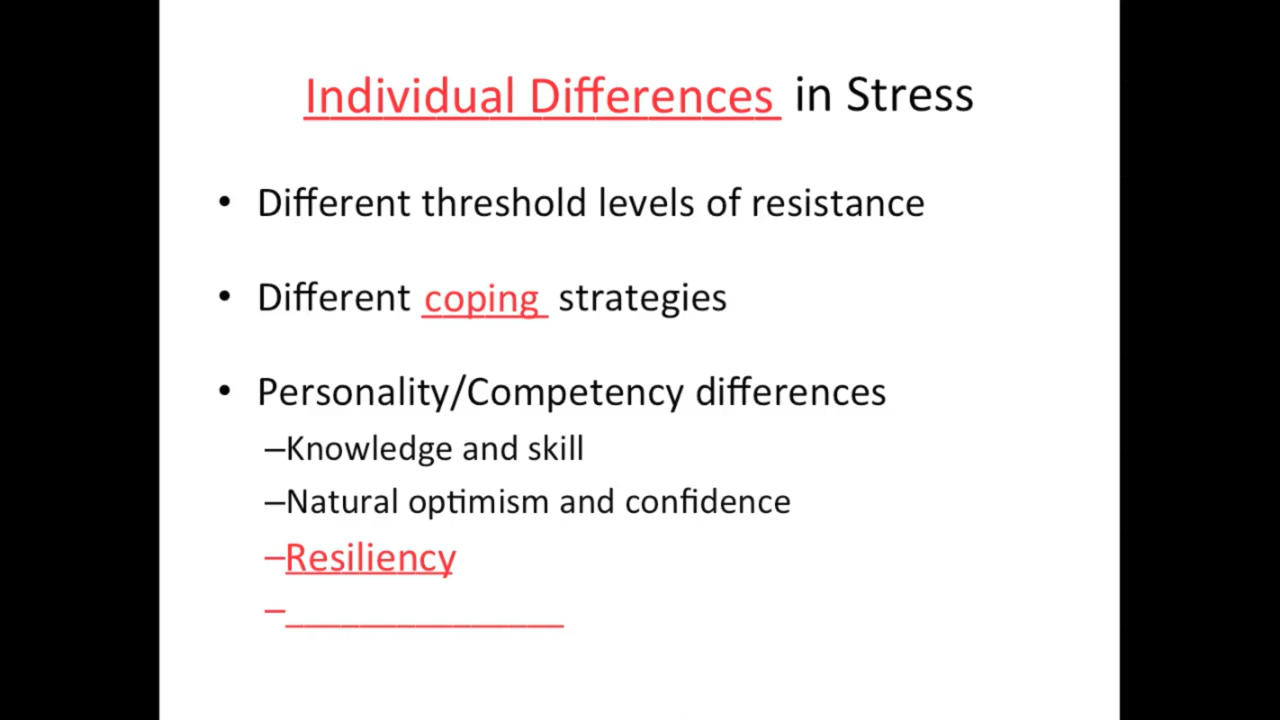 Individual Differences in Stress
• Different threshold levels of resistance
• Different coping strategies
• Personality/Competency differences
–Knowledge and skill
–Natural optimism and confidence
–Resiliency
–_______________